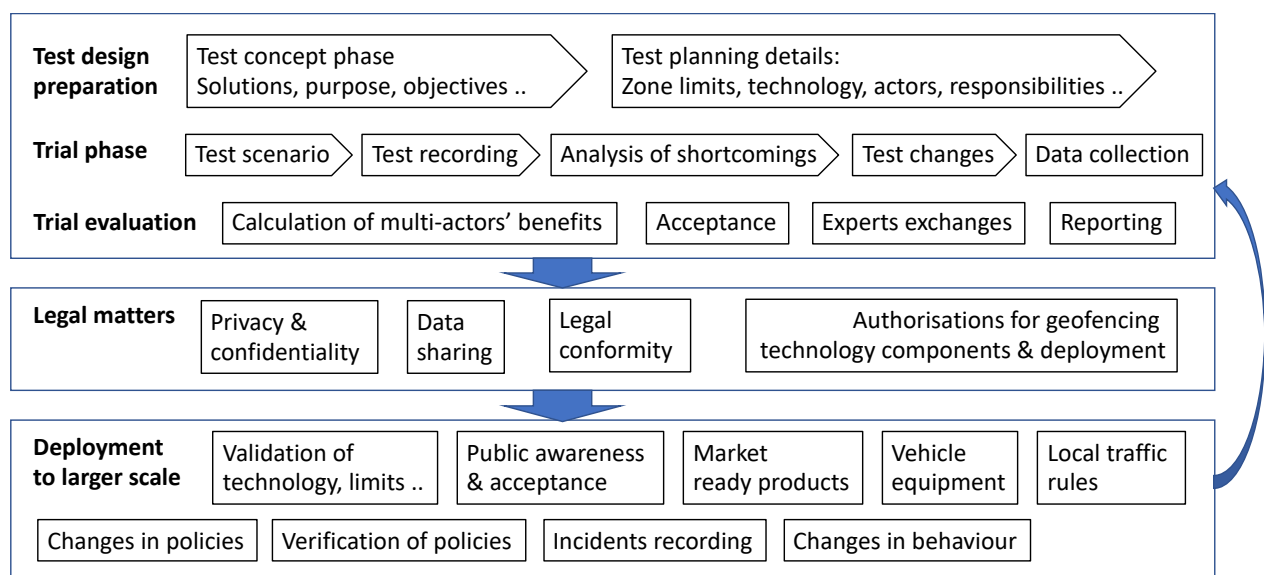 Test design
preparation
Test concept phase
Solutions, purpose, objectives ..
Test planning details:
Zone limits, technology, actors, responsibilities ..
Trial phase
Test scenario
Test recording
Analysis of shortcomings
Test changes
Data collection
Trial evaluation
Calculation of multi-actors’ benefits
Acceptance
Experts exchanges
Reporting
Legal matters
Privacy &
confidentiality
Data
sharing
Legal
conformity
Authorisations for geofencing
technology components & deployment
Deployment
to larger scale
Validation of
technology, limits ..
Public awareness
& acceptance
Market
ready products
Vehicle
equipment
Local traffic
rules
Changes in policies
Verification of policies
Incidents recording
Changes in behaviour